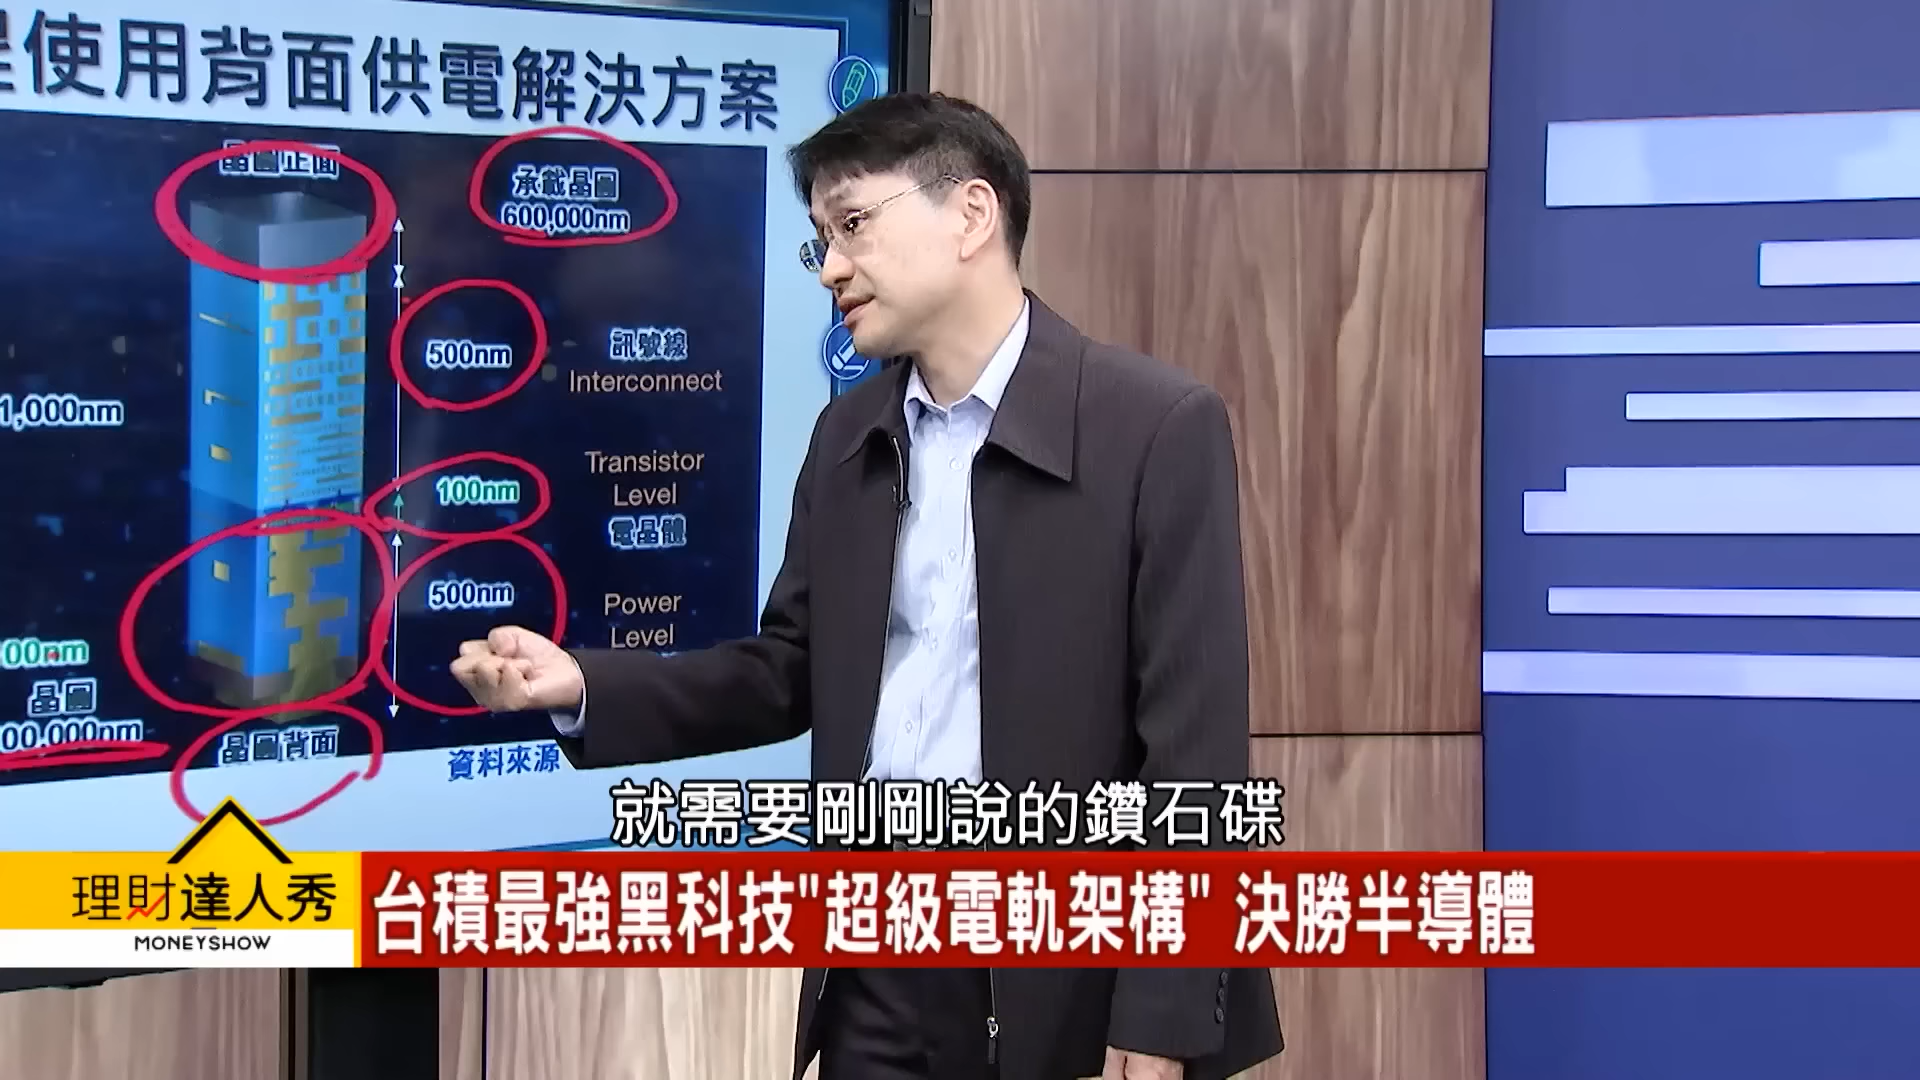 使用背面供電解決方案
晶圓正面
承載晶圓
600,000nm
500nm
訊號線
Interconnect
1,000nm
Transistor
Level
電晶體
100nm
500nm
Power
Level
00nm
晶圓
00,000nm
晶圓背面
資料來源
就需要剛剛說的鑽石碟
理財達人秀
MONEYSHOW
台積最強黑科技"超級電軌架構" 決勝半導體